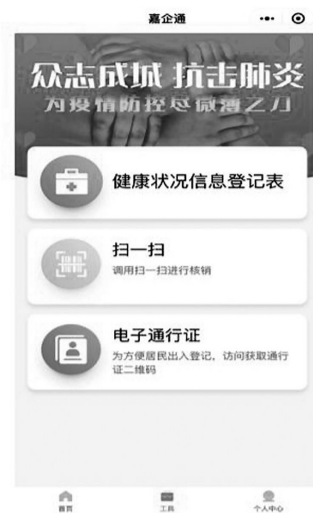 嘉企通
众志成城 抗击肺炎
为疫情防控尽微薄之力
健康状况信息登记表
扫一扫
调用扫一扫进行核销
电子通行证
为方便居民出入登记，访问获取通行
证二维码
首页
工具
个人中心